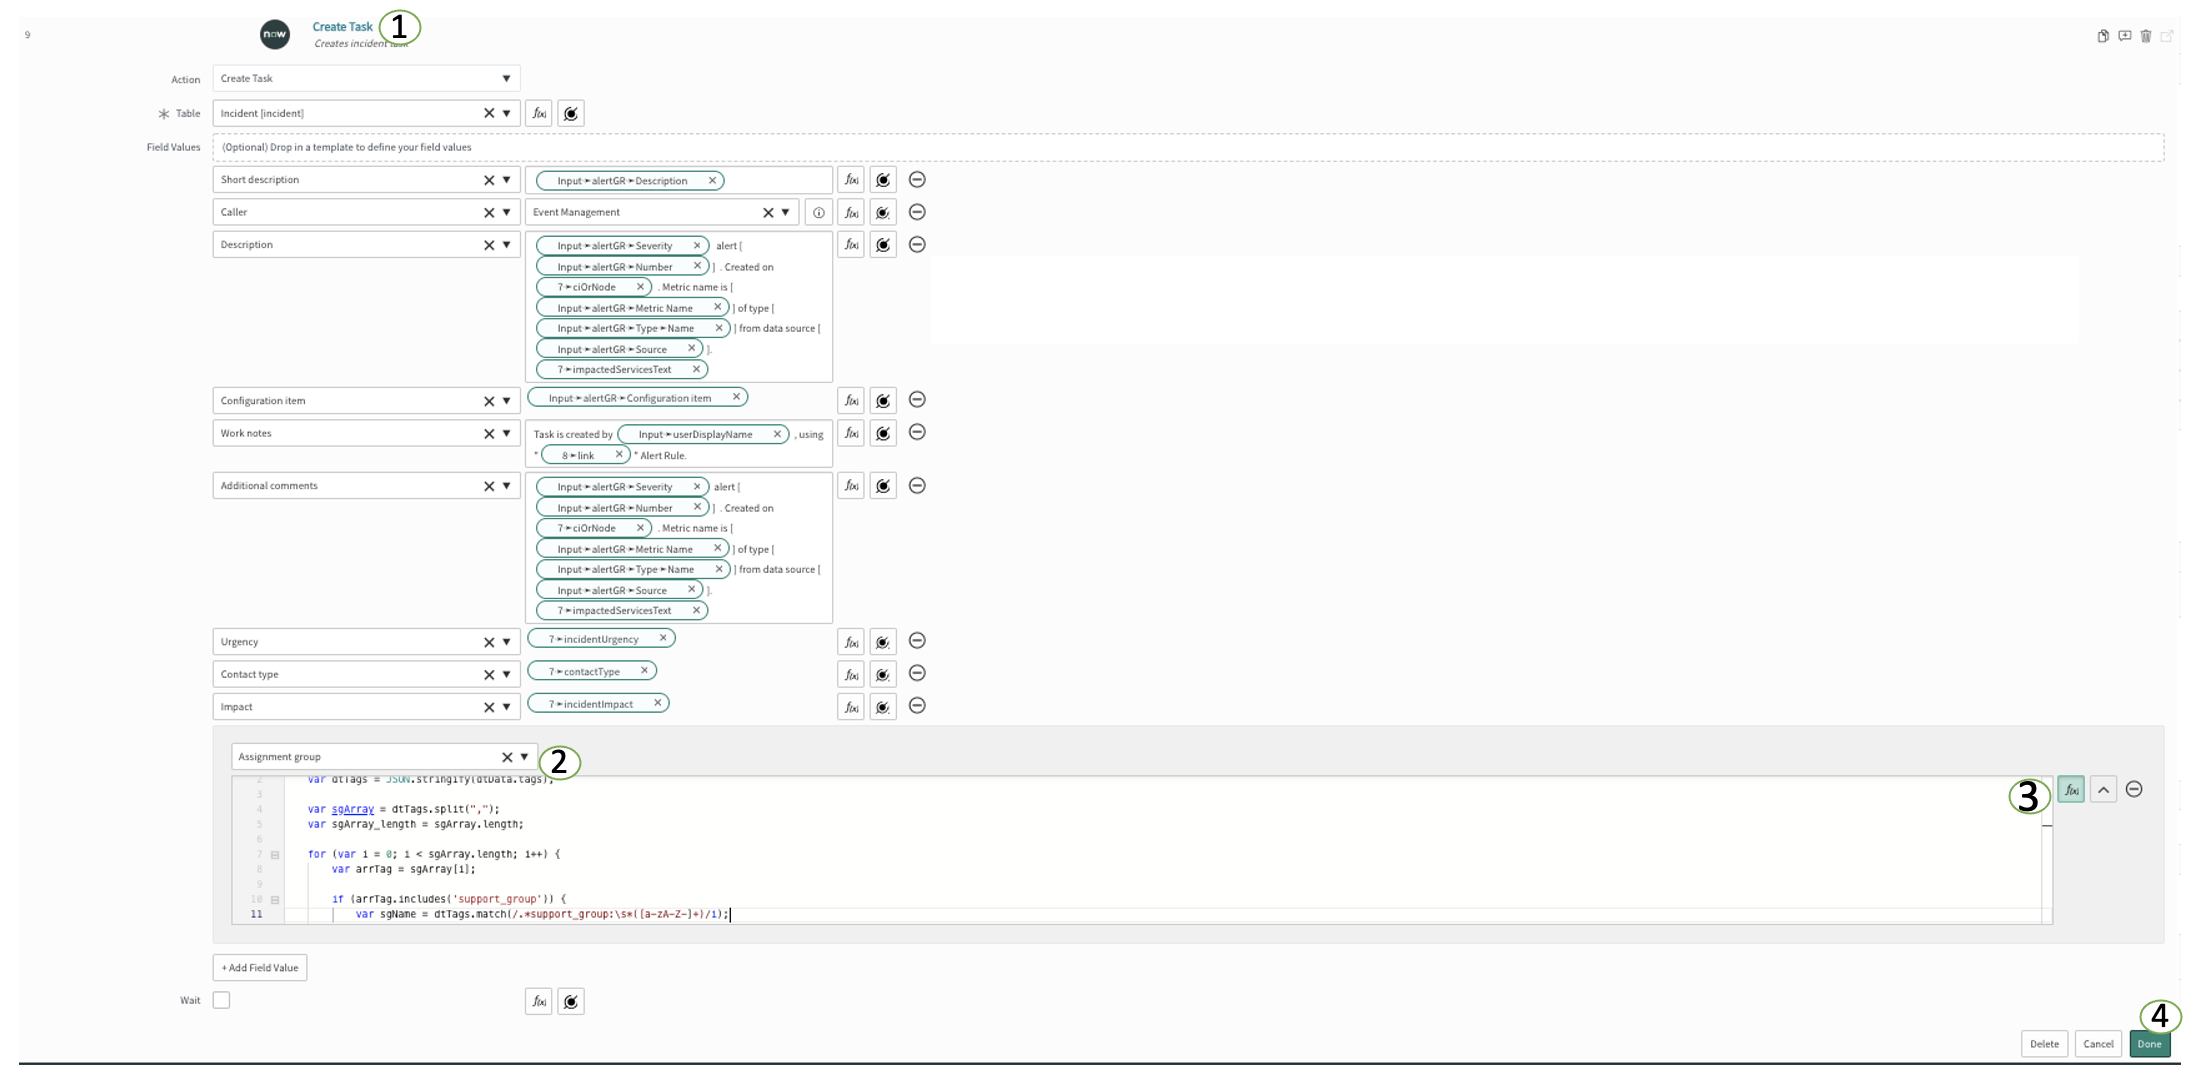 9
now
Create Task
1
Creates incident task
Action
Create Task
Table
Incident [incident]
f(x)
Field Values
(Optional) Drop in a template to define your field values
Short description
Input➛alertGR➛Description
f(x)
Caller
Event Management
f(x)
Description
Input➛alertGR➛Severity alert [
Input➛alertGR➛Number ] . Created on
7➛ciOrNode . Metric name is [
Input➛alertGR➛Metric Name ] of type [
Input➛alertGR➛Type➛Name ] from data source [
Input➛alertGR➛Source ].
7➛impactedServicesText
f(x)
Configuration item
Input➛alertGR➛Configuration item
f(x)
Work notes
Task is created by Input➛userDisplayName , using
" 8➛link " Alert Rule.
f(x)
Additional comments
Input➛alertGR➛Severity alert [
Input➛alertGR➛Number ] . Created on
7➛ciOrNode . Metric name is [
Input➛alertGR➛Metric Name ] of type [
Input➛alertGR➛Type➛Name ] from data source [
Input➛alertGR➛Source ].
7➛impactedServicesText
f(x)
Urgency
7➛incidentUrgency
f(x)
Contact type
7➛contactType
f(x)
Impact
7➛incidentImpact
f(x)
Assignment group
2
2 var dtTags = JSON.stringify(dtData.tags);
3
4 var sgArray = dtTags.split(",");
5 var sgArray_length = sgArray.length;
6
7 for (var i = 0; i < sgArray.length; i++) {
8 var arrTag = sgArray[i];
9
10 if (arrTag.includes('support_group')) {
11 var sgName = dtTags.match(/.*support_group:\s*([a-zA-Z-]+)/i);
3
f(x)
+ Add Field Value
Wait
f(x)
4
Delete
Cancel
Done